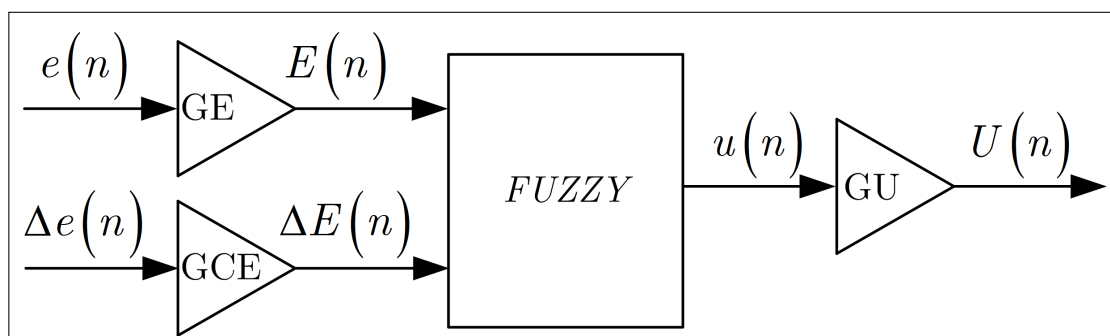 e(n)
GE
E(n)
Δe(n)
GCE
ΔE(n)
FUZZY
u(n)
GU
U(n)